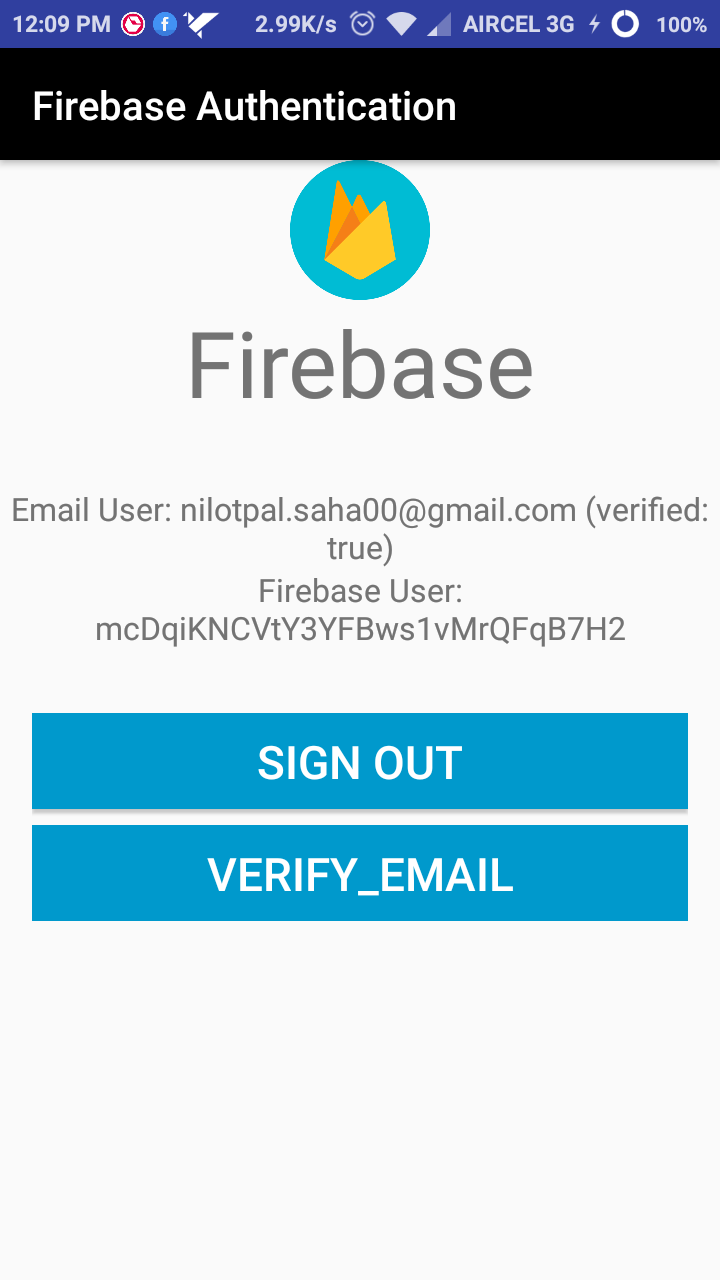 12:09 PM 2.99K/s AIRCEL 3G 100%
Firebase Authentication
Firebase
Email User: nilotpal.saha00@gmail.com (verified:
true)
Firebase User:
mcDqiKNCVtY3YFBws1vMrQFqB7H2
SIGN OUT
VERIFY_EMAIL